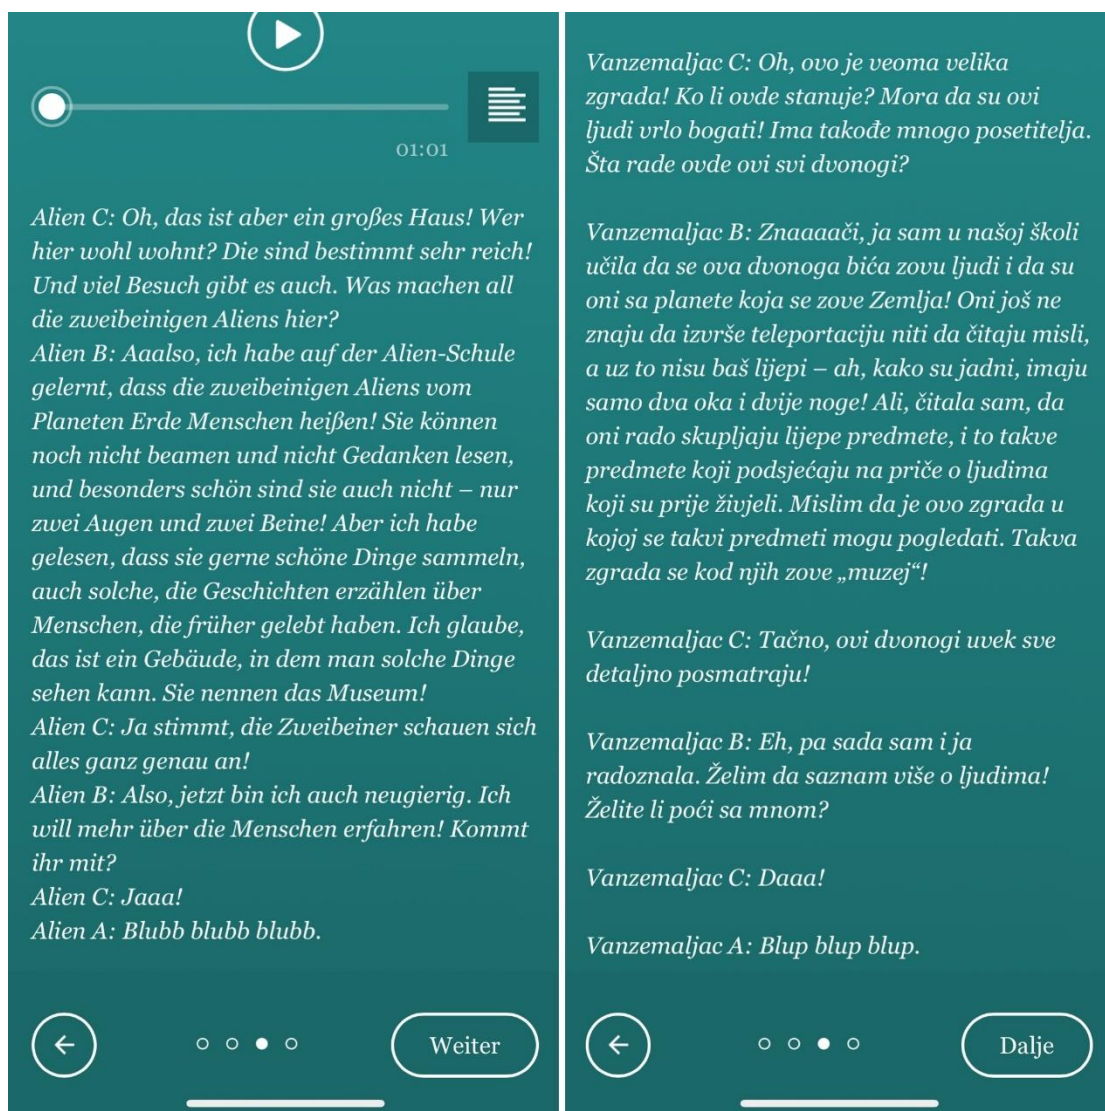 01:01
Alien C: Oh, das ist aber ein großes Haus! Wer
hier wohl wohnt? Die sind bestimmt sehr reich!
Und viel Besuch gibt es auch. Was machen all
die zweibeinigen Aliens hier?
Alien B: Aaalso, ich habe auf der Alien-Schule
gelernt, dass die zweibeinigen Aliens vom
Planeten Erde Menschen heißen! Sie können
noch nicht beamen und nicht Gedanken lesen,
und besonders schön sind sie auch nicht – nur
zwei Augen und zwei Beine! Aber ich habe
gelesen, dass sie gerne schöne Dinge sammeln,
auch solche, die Geschichten erzählen über
Menschen, die früher gelebt haben. Ich glaube,
das ist ein Gebäude, in dem man solche Dinge
sehen kann. Sie nennen das Museum!
Alien C: Ja stimmt, die Zweibeiner schauen sich
alles ganz genau an!
Alien B: Also, jetzt bin ich auch neugierig. Ich
will mehr über die Menschen erfahren! Kommt
ihr mit?
Alien C: Jaaa!
Alien A: Blubb blubb blubb.
Weiter
Vanzemaljac C: Oh, ovo je veoma velika
zgrada! Ko li ovde stanuje? Mora da su ovi
ljudi vrlo bogati! Ima takođe mnogo posetitelja.
Šta rade ovde ovi svi dvonogi?
Vanzemaljac B: Znaaaači, ja sam u našoj školi
učila da se ova dvonoga bića zovu ljudi i da su
oni sa planete koja se zove Zemlja! Oni još ne
znaju da izvrše teleportaciju niti da čitaju misli,
a uz to nisu baš lijepi – ah, kako su jadni, imaju
samo dva oka i dvije noge! Ali, čitala sam, da
oni rado skupljaju lijepe predmete, i to takve
predmete koji podsjećaju na priče o ljudima
koji su prije živjeli. Mislim da je ovo zgrada u
kojoj se takvi predmeti mogu pogledati. Takva
zgrada se kod njih zove „muzej“!
Vanzemaljac C: Tačno, ovi dvonogi uvek sve
detaljno posmatraju!
Vanzemaljac B: Eh, pa sada sam i ja
radoznala. Želim da saznam više o ljudima!
Želite li poći sa mnom?
Vanzemaljac C: Daaa!
Vanzemaljac A: Blup blup blup.
Dalje